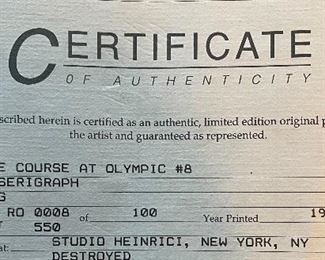 CERTIFICATE
OF AUTHENTICITY
scribed herein is certified as an authentic, limited edition original p
the artist and guaranteed as represented.
E COURSE AT OLYMPIC #8
SERIGRAPH
G
RO 0008 of 100 Year Printed 19
T 550
at: STUDIO HEINRICI, NEW YORK, NY
DESTROYED